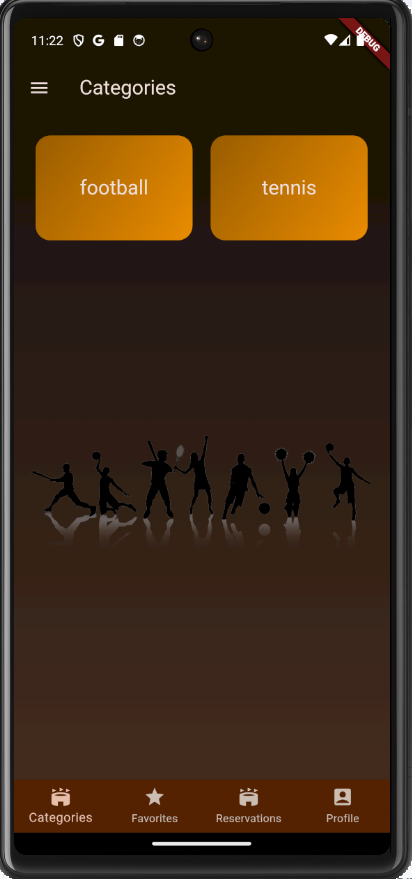 11:22
DEBUG
Categories
football tennis
Categories Favorites Reservations Profile